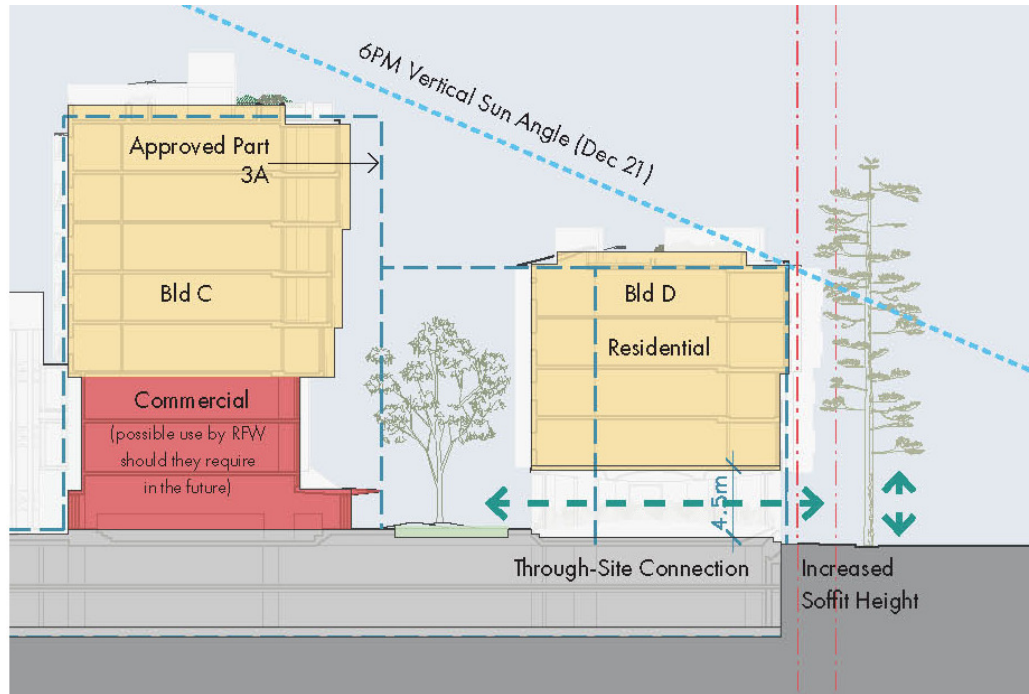 6PM Vertical Sun Angle (Dec 21)
Approved Part
3A
Bld C
Bld D
Residential
Commercial
(possible use by RFW
should they require
in the future)
4.5m
Through-Site Connection
Increased
Soffit Height